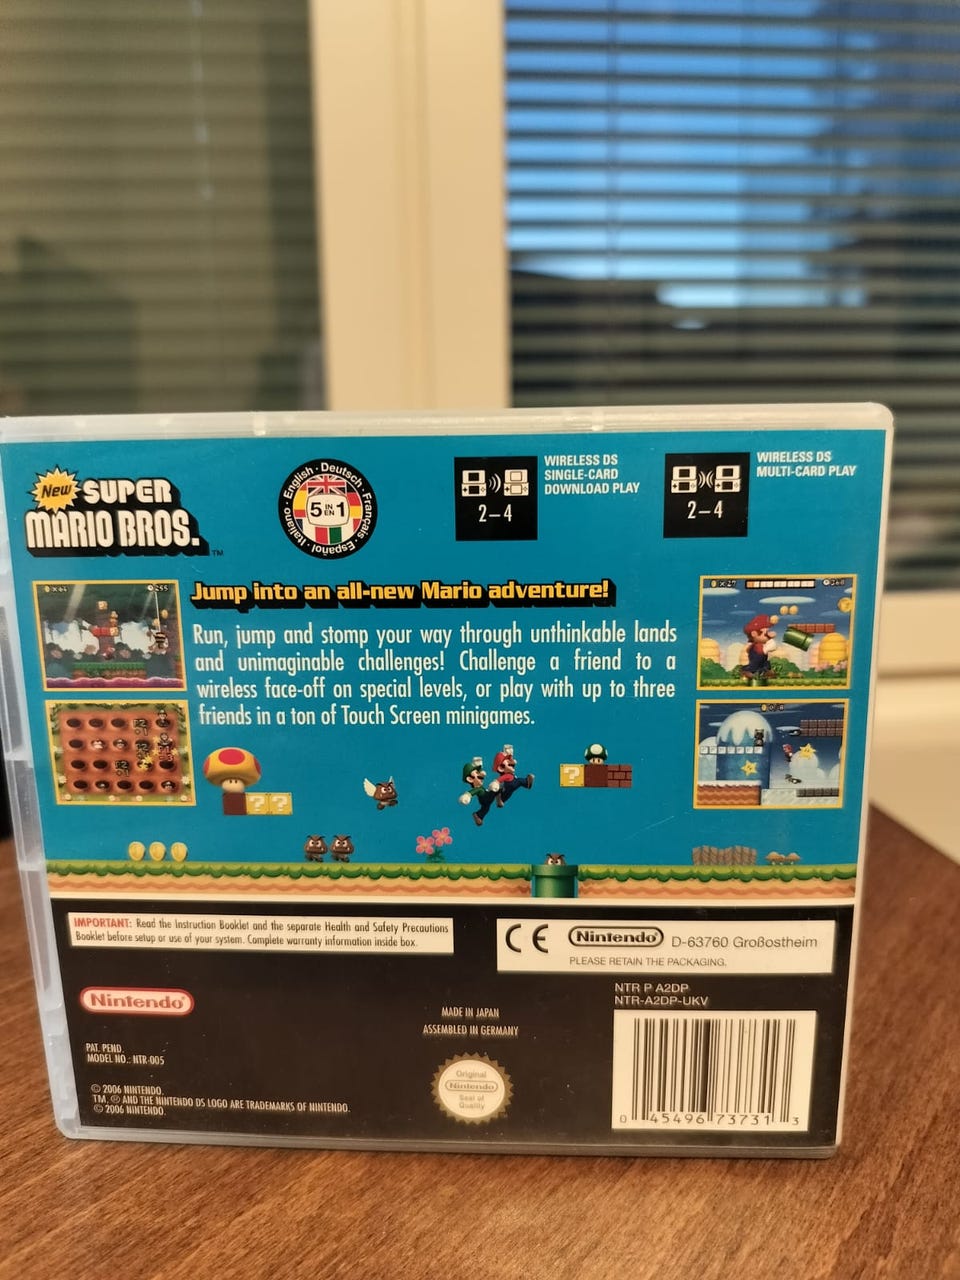 New SUPER
MARIO BROS.™
English · Deutsch · Français · Español · Italiano
5 IN EN 1
2–4
WIRELESS DS
SINGLE-CARD
DOWNLOAD PLAY
2–4
WIRELESS DS
MULTI-CARD PLAY
Jump into an all-new Mario adventure!
Run, jump and stomp your way through unthinkable lands
and unimaginable challenges! Challenge a friend to a
wireless face-off on special levels, or play with up to three
friends in a ton of Touch Screen minigames.
IMPORTANT: Read the Instruction Booklet and the separate Health and Safety Precautions
Booklet before setup or use of your system. Complete warranty information inside box.
CE Nintendo® D-63760 Großostheim
PLEASE RETAIN THE PACKAGING.
Nintendo®
NTR P A2DP
NTR-A2DP-UKV
MADE IN JAPAN
ASSEMBLED IN GERMANY
PAT. PEND.
MODEL NO.: NTR-005
Original
Nintendo
Seal of
Quality
© 2006 NINTENDO.
TM, ® AND THE NINTENDO DS LOGO ARE TRADEMARKS OF NINTENDO.
© 2006 NINTENDO.
0 45496 73731 3